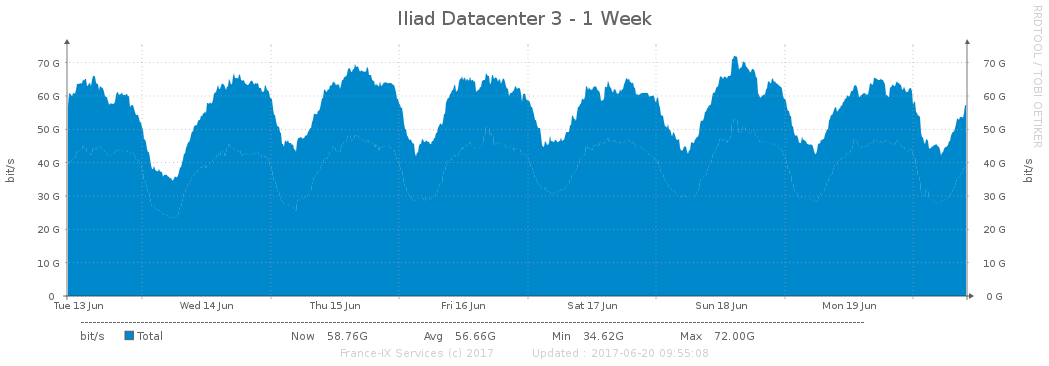 Iliad Datacenter 3 - 1 Week
RRDTOOL / TOBI OETIKER
bit/s
70 G 70 G
60 G 60 G
50 G 50 G
40 G 40 G
30 G 30 G
20 G 20 G
10 G 10 G
0 0 G
bit/s
Tue 13 Jun Wed 14 Jun Thu 15 Jun Fri 16 Jun Sat 17 Jun Sun 18 Jun Mon 19 Jun
bit/s Total Now 58.76G Avg 56.66G Min 34.62G Max 72.00G
France-IX Services (c) 2017 Updated : 2017-06-20 09:55:08